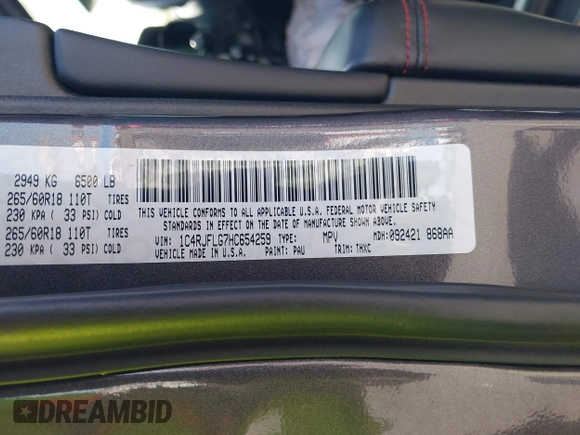 2949 KG 6500 LB
265/60R18 110T TIRES
230 KPA ( 33 PSI) COLD
265/60R18 110T TIRES
230 KPA ( 33 PSI) COLD
THIS VEHICLE CONFORMS TO ALL APPLICABLE U.S.A. FEDERAL MOTOR VEHICLE SAFETY
STANDARDS IN EFFECT ON THE DATE OF MANUFACTURE SHOWN ABOVE.
VIN: 1C4RJFLG7HC654259 TYPE: MPV MDH:092421 868AA
VEHICLE MADE IN U.S.A. PAINT: PAU TRIM: THXC
DREAMBID